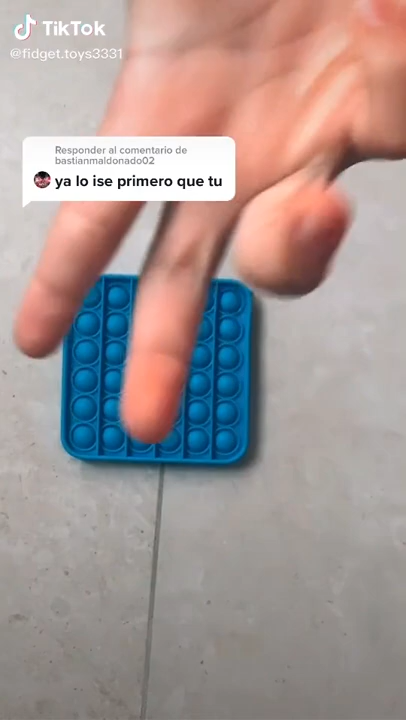 TikTok
@fidget.toys3331
Responder al comentario de
bastianmaldonado02
ya lo ise primero que tu